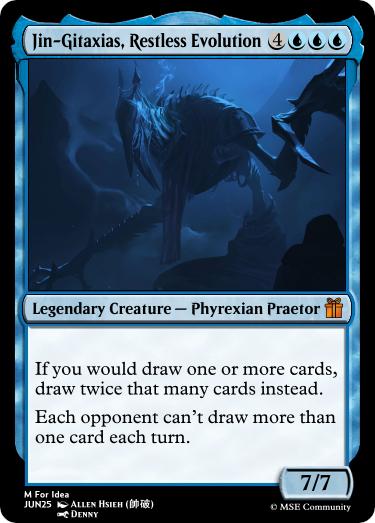 Jin-Gitaxias, Restless Evolution 4
Legendary Creature — Phyrexian Praetor
If you would draw one or more cards,
draw twice that many cards instead.
Each opponent can't draw more than
one card each turn.
7/7
M For Idea
JUN25 Allen Hsieh (帥破)
Denny
© MSE Community